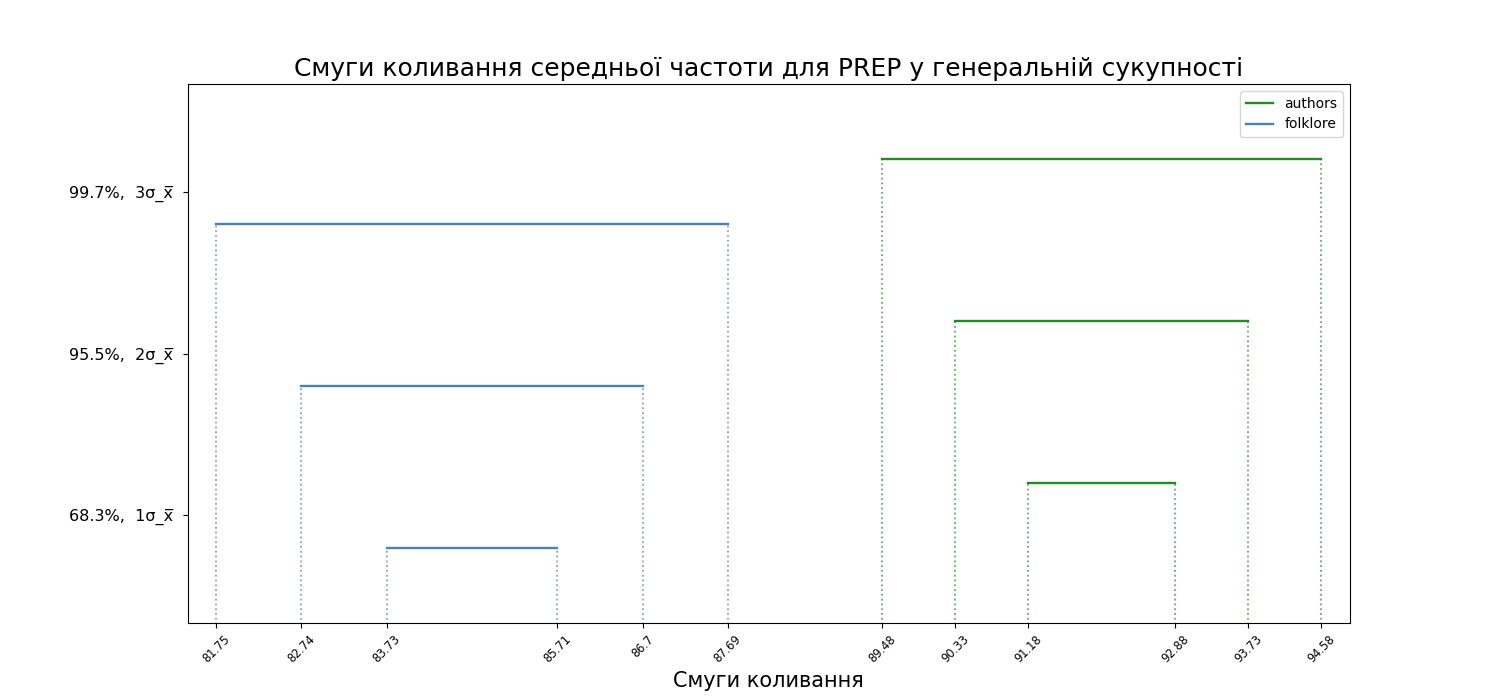 Смуги коливання середньої частоти для PREP у генеральній сукупності
authors
folklore
99.7%, 3σ_x̅
95.5%, 2σ_x̅
68.3%, 1σ_x̅
81.75 82.74 83.73 85.71 86.7 87.69 89.48 90.33 91.18 92.88 93.73 94.58
Смуги коливання